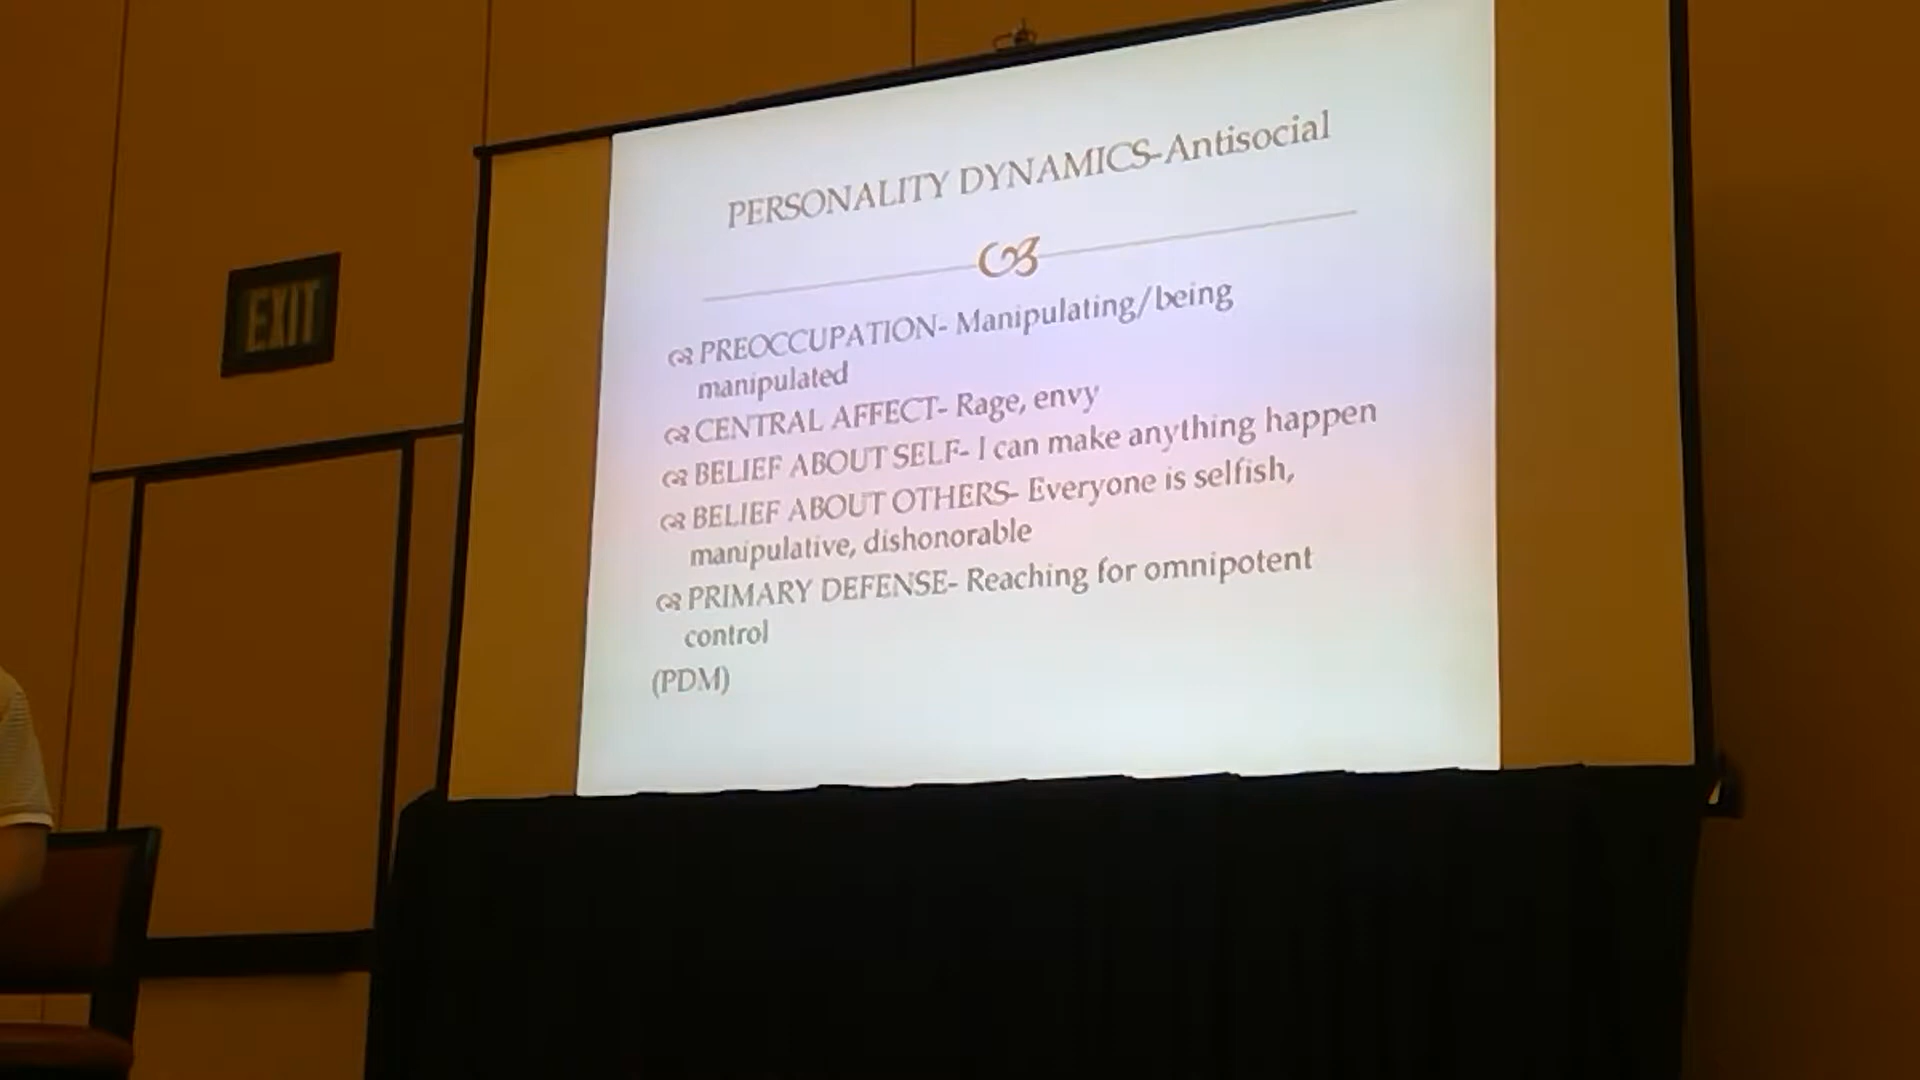 EXIT
PERSONALITY DYNAMICS-Antisocial
PREOCCUPATION- Manipulating/being
manipulated
CENTRAL AFFECT- Rage, envy
BELIEF ABOUT SELF- I can make anything happen
BELIEF ABOUT OTHERS- Everyone is selfish,
manipulative, dishonorable
PRIMARY DEFENSE- Reaching for omnipotent
control
(PDM)